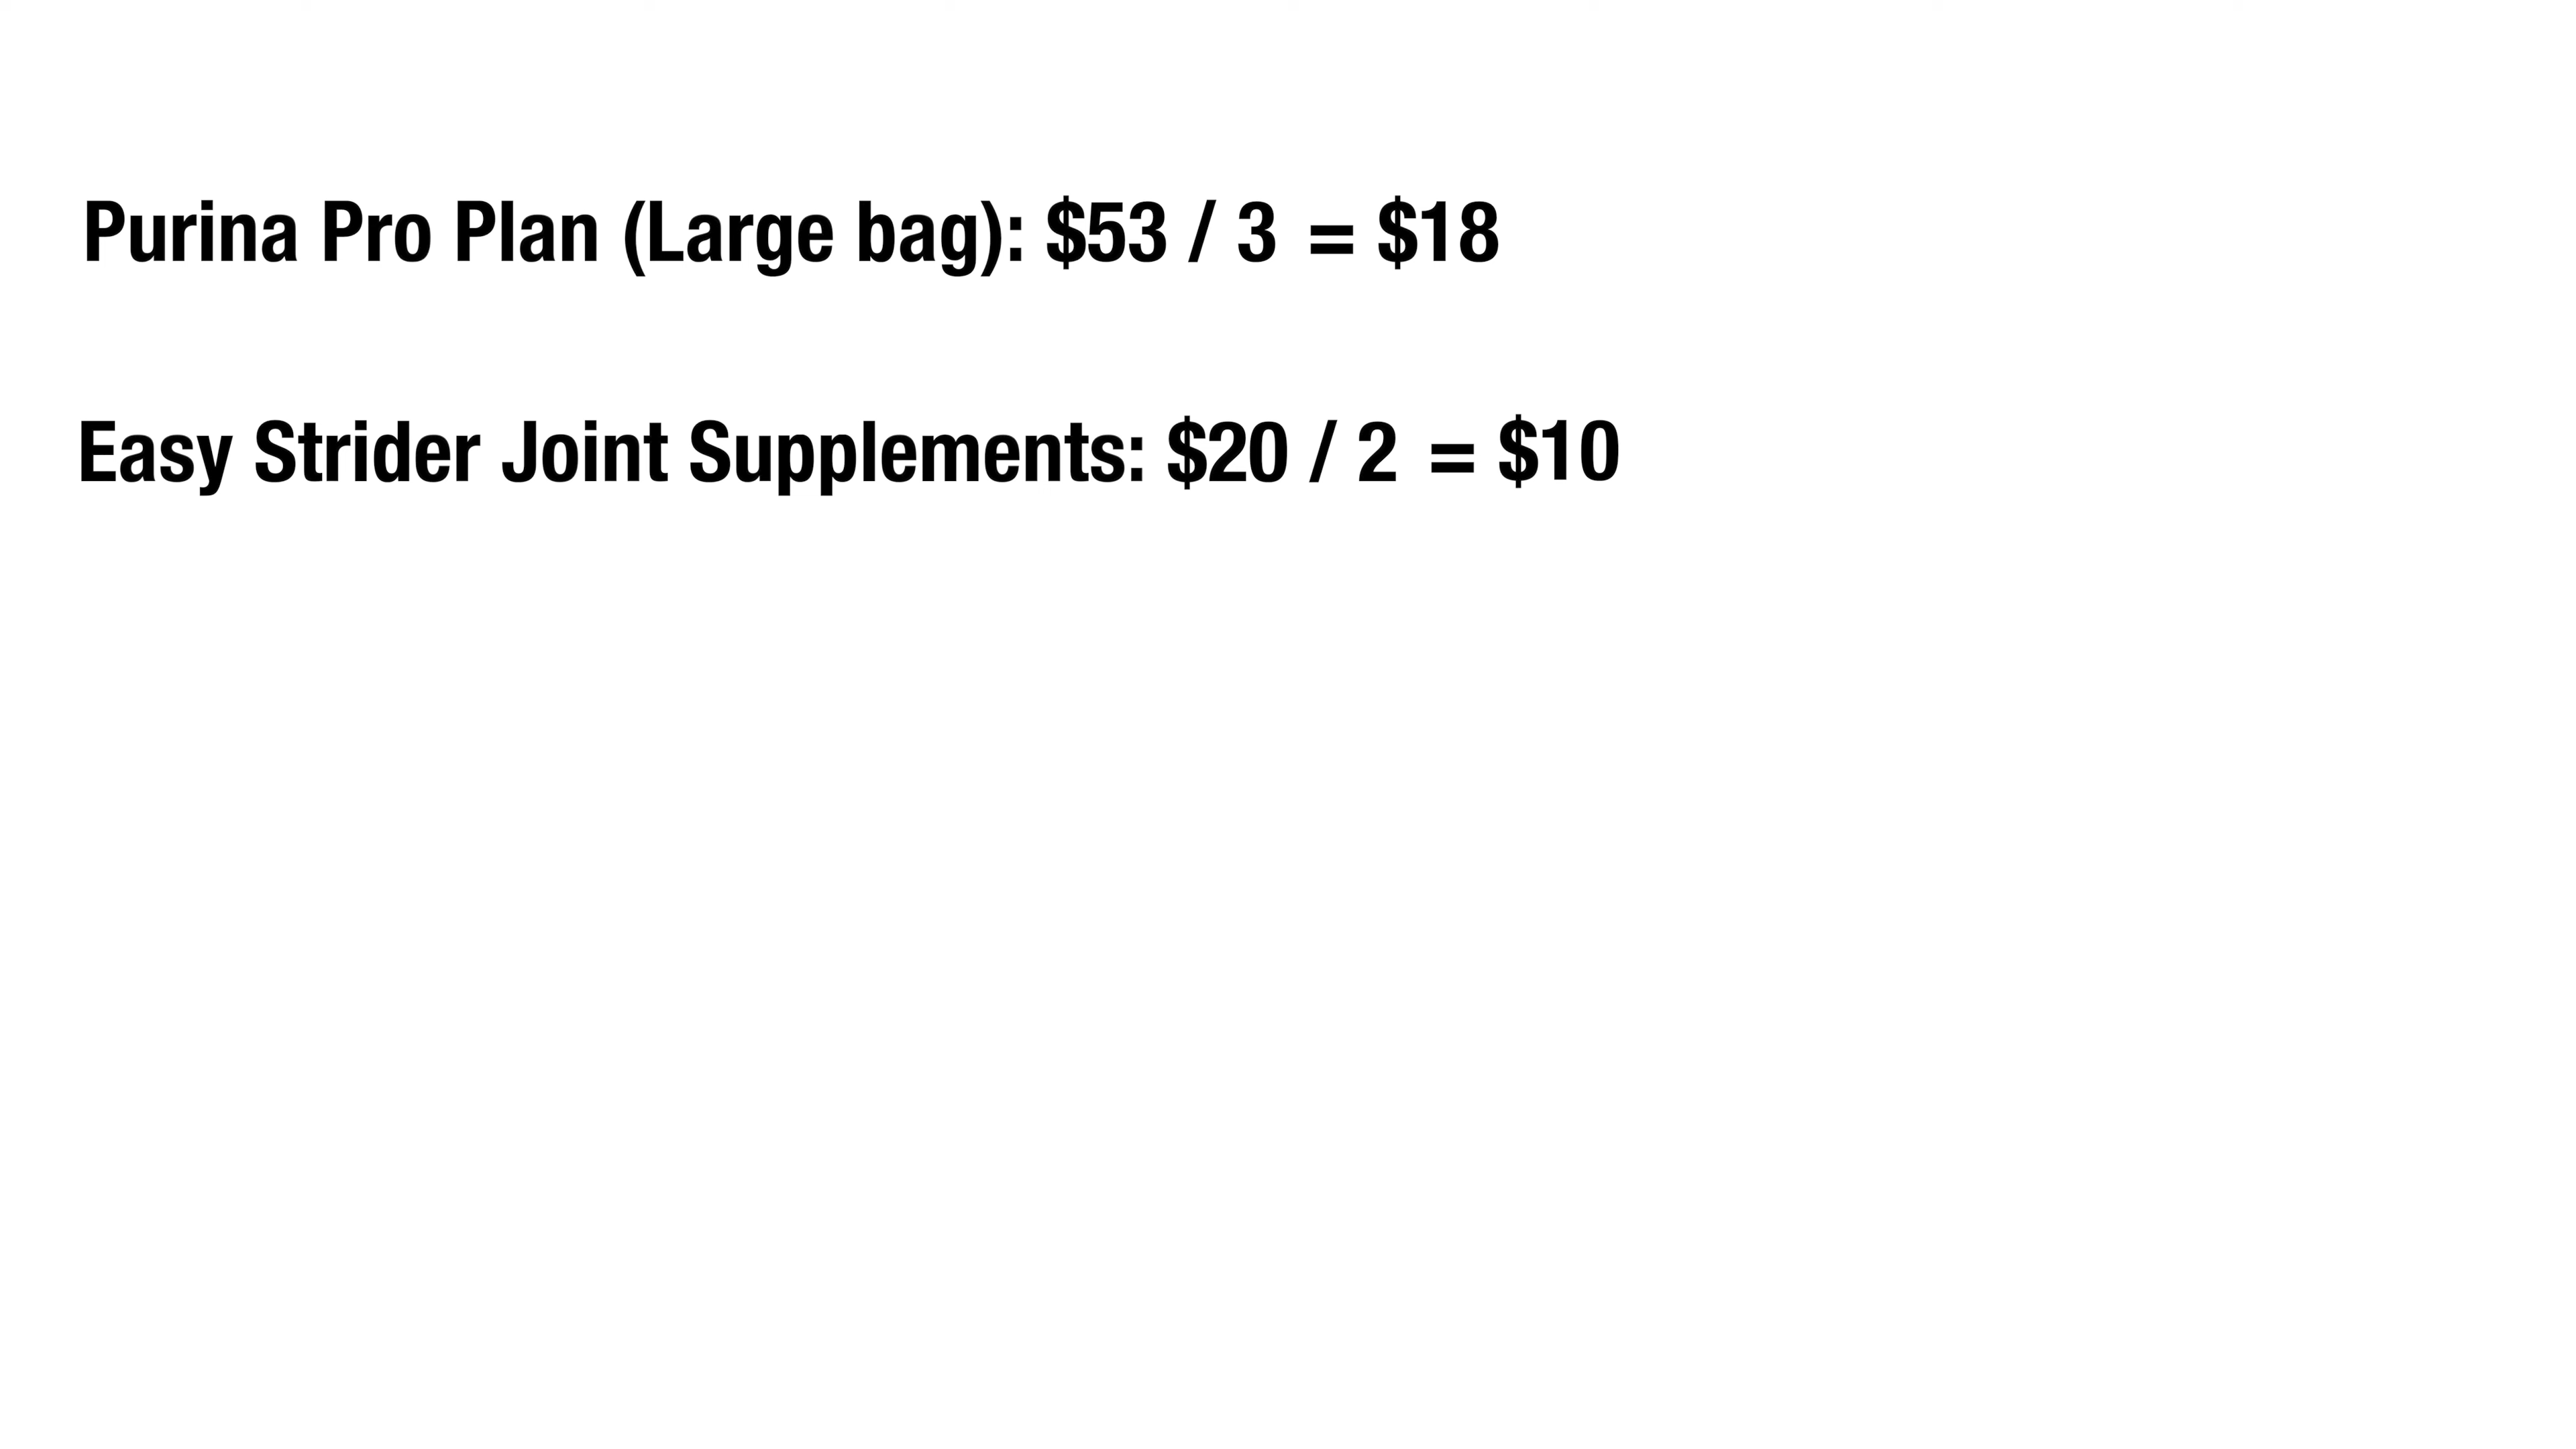 Purina Pro Plan (Large bag): $53 / 3 = $18
Easy Strider Joint Supplements: $20 / 2 = $10